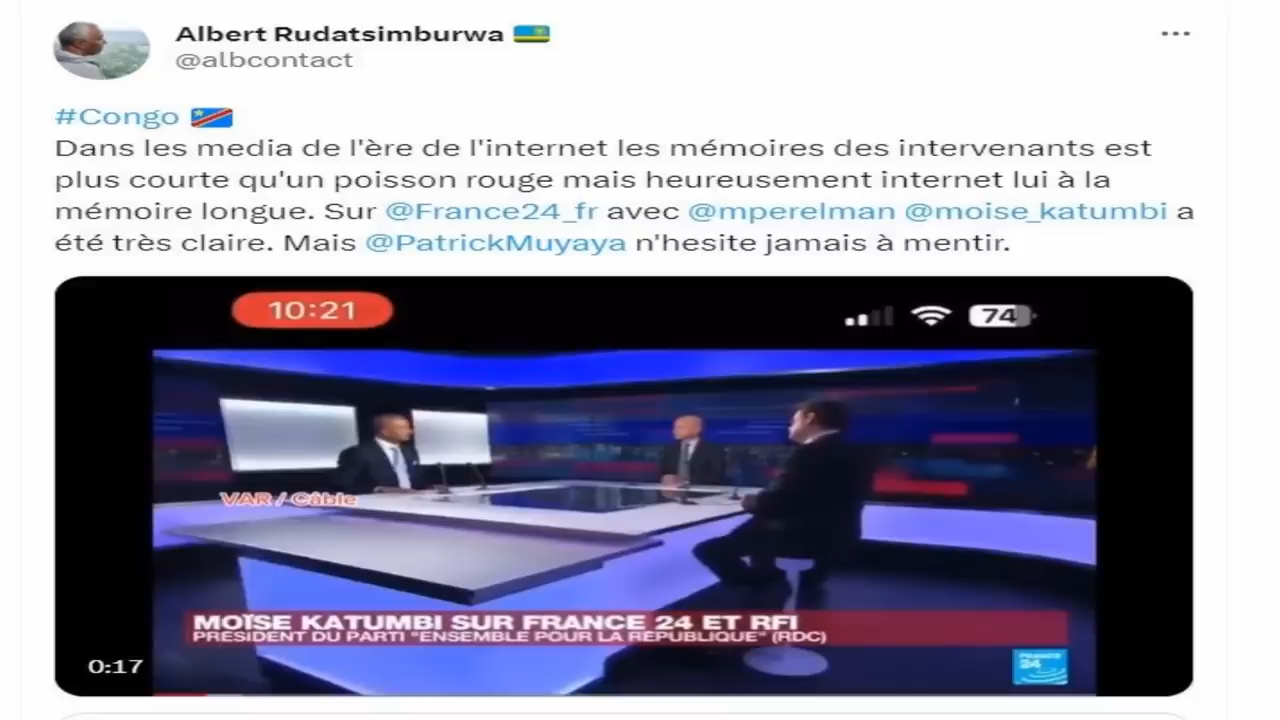 Albert Rudatsimburwa
@albcontact
#Congo
Dans les media de l'ère de l'internet les mémoires des intervenants est
plus courte qu'un poisson rouge mais heureusement internet lui à la
mémoire longue. Sur @France24_fr avec @mperelman @moise_katumbi a
été très claire. Mais @PatrickMuyaya n'hesite jamais à mentir.
10:21
74
VAR / Câble
MOÏSE KATUMBI SUR FRANCE 24 ET RFI
PRÉSIDENT DU PARTI "ENSEMBLE POUR LA RÉPUBLIQUE" (RDC)
0:17
FRANCE
24